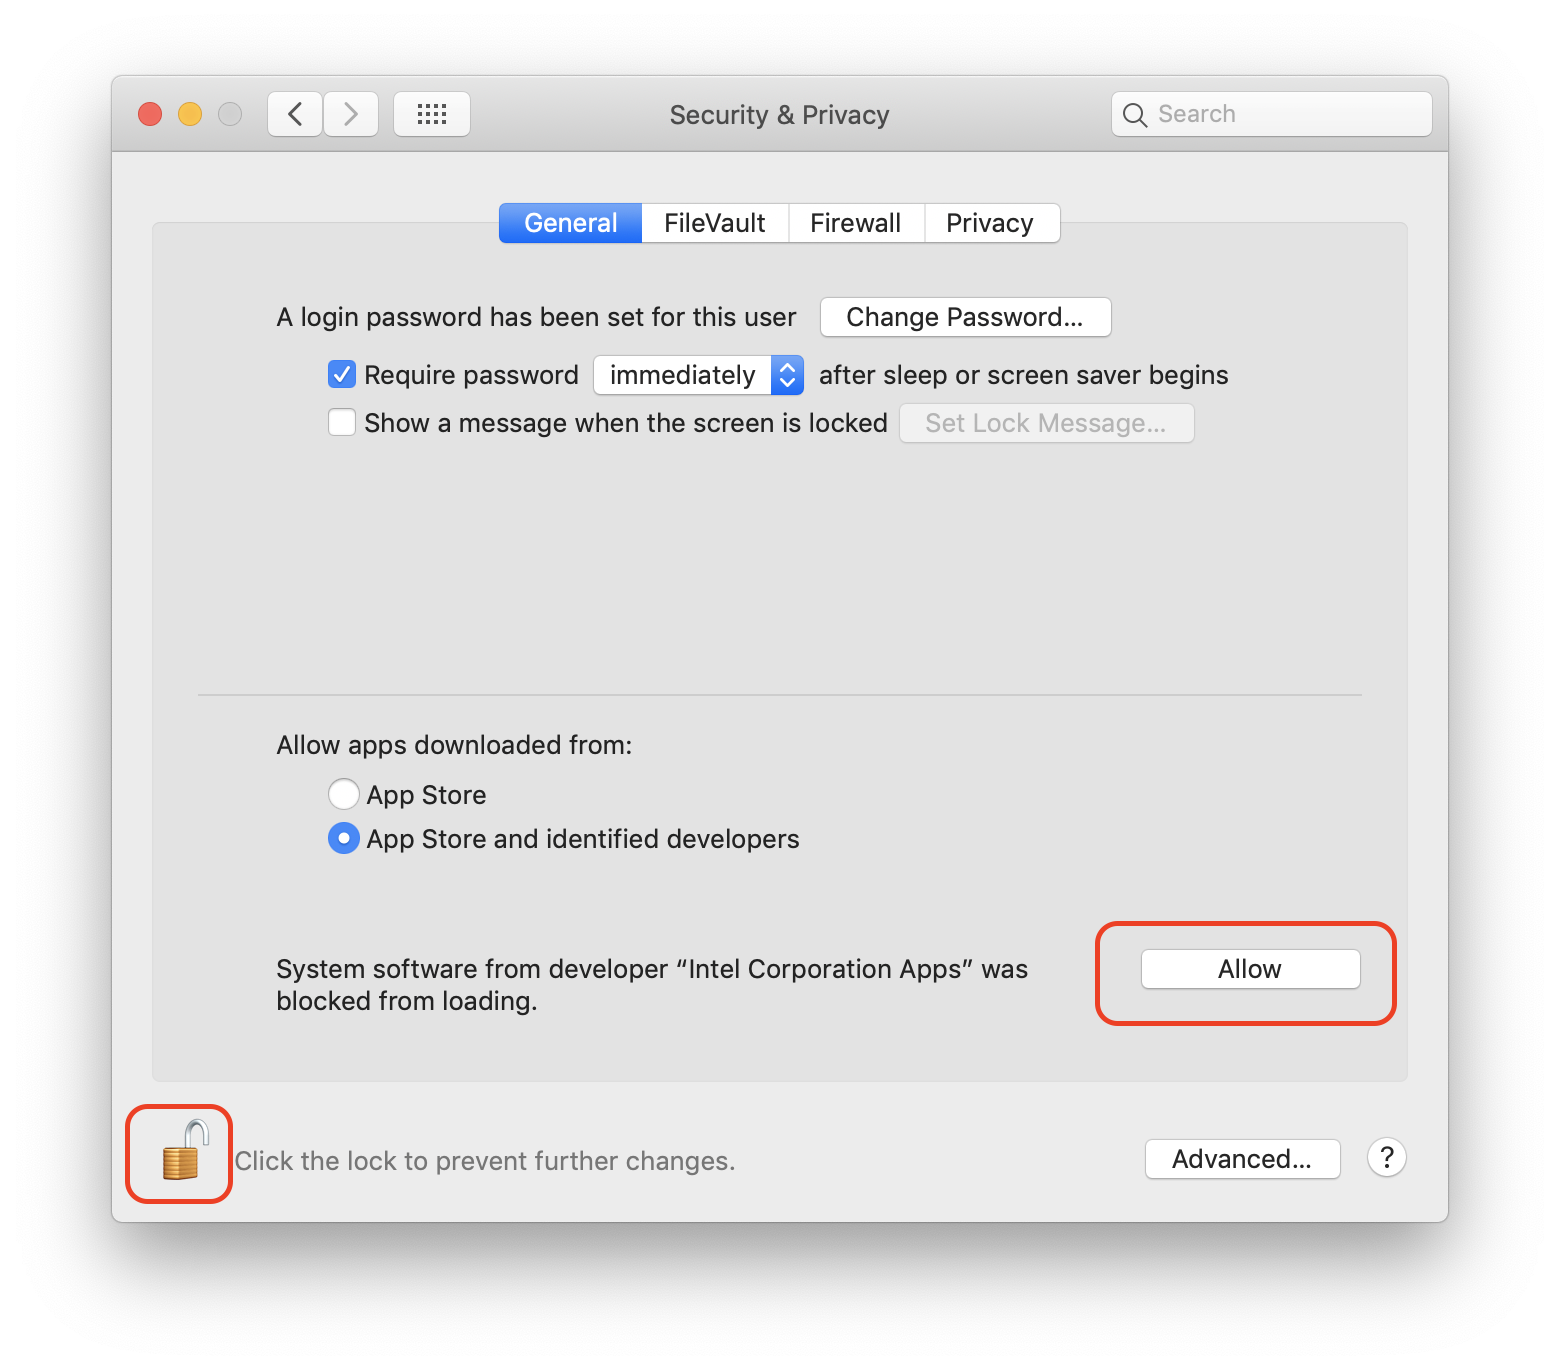 Security & Privacy
Search
General FileVault Firewall Privacy
A login password has been set for this user Change Password...
Require password immediately after sleep or screen saver begins
Show a message when the screen is locked Set Lock Message...
Allow apps downloaded from:
App Store
App Store and identified developers
System software from developer “Intel Corporation Apps” was Allow
blocked from loading.
Click the lock to prevent further changes. Advanced... ?